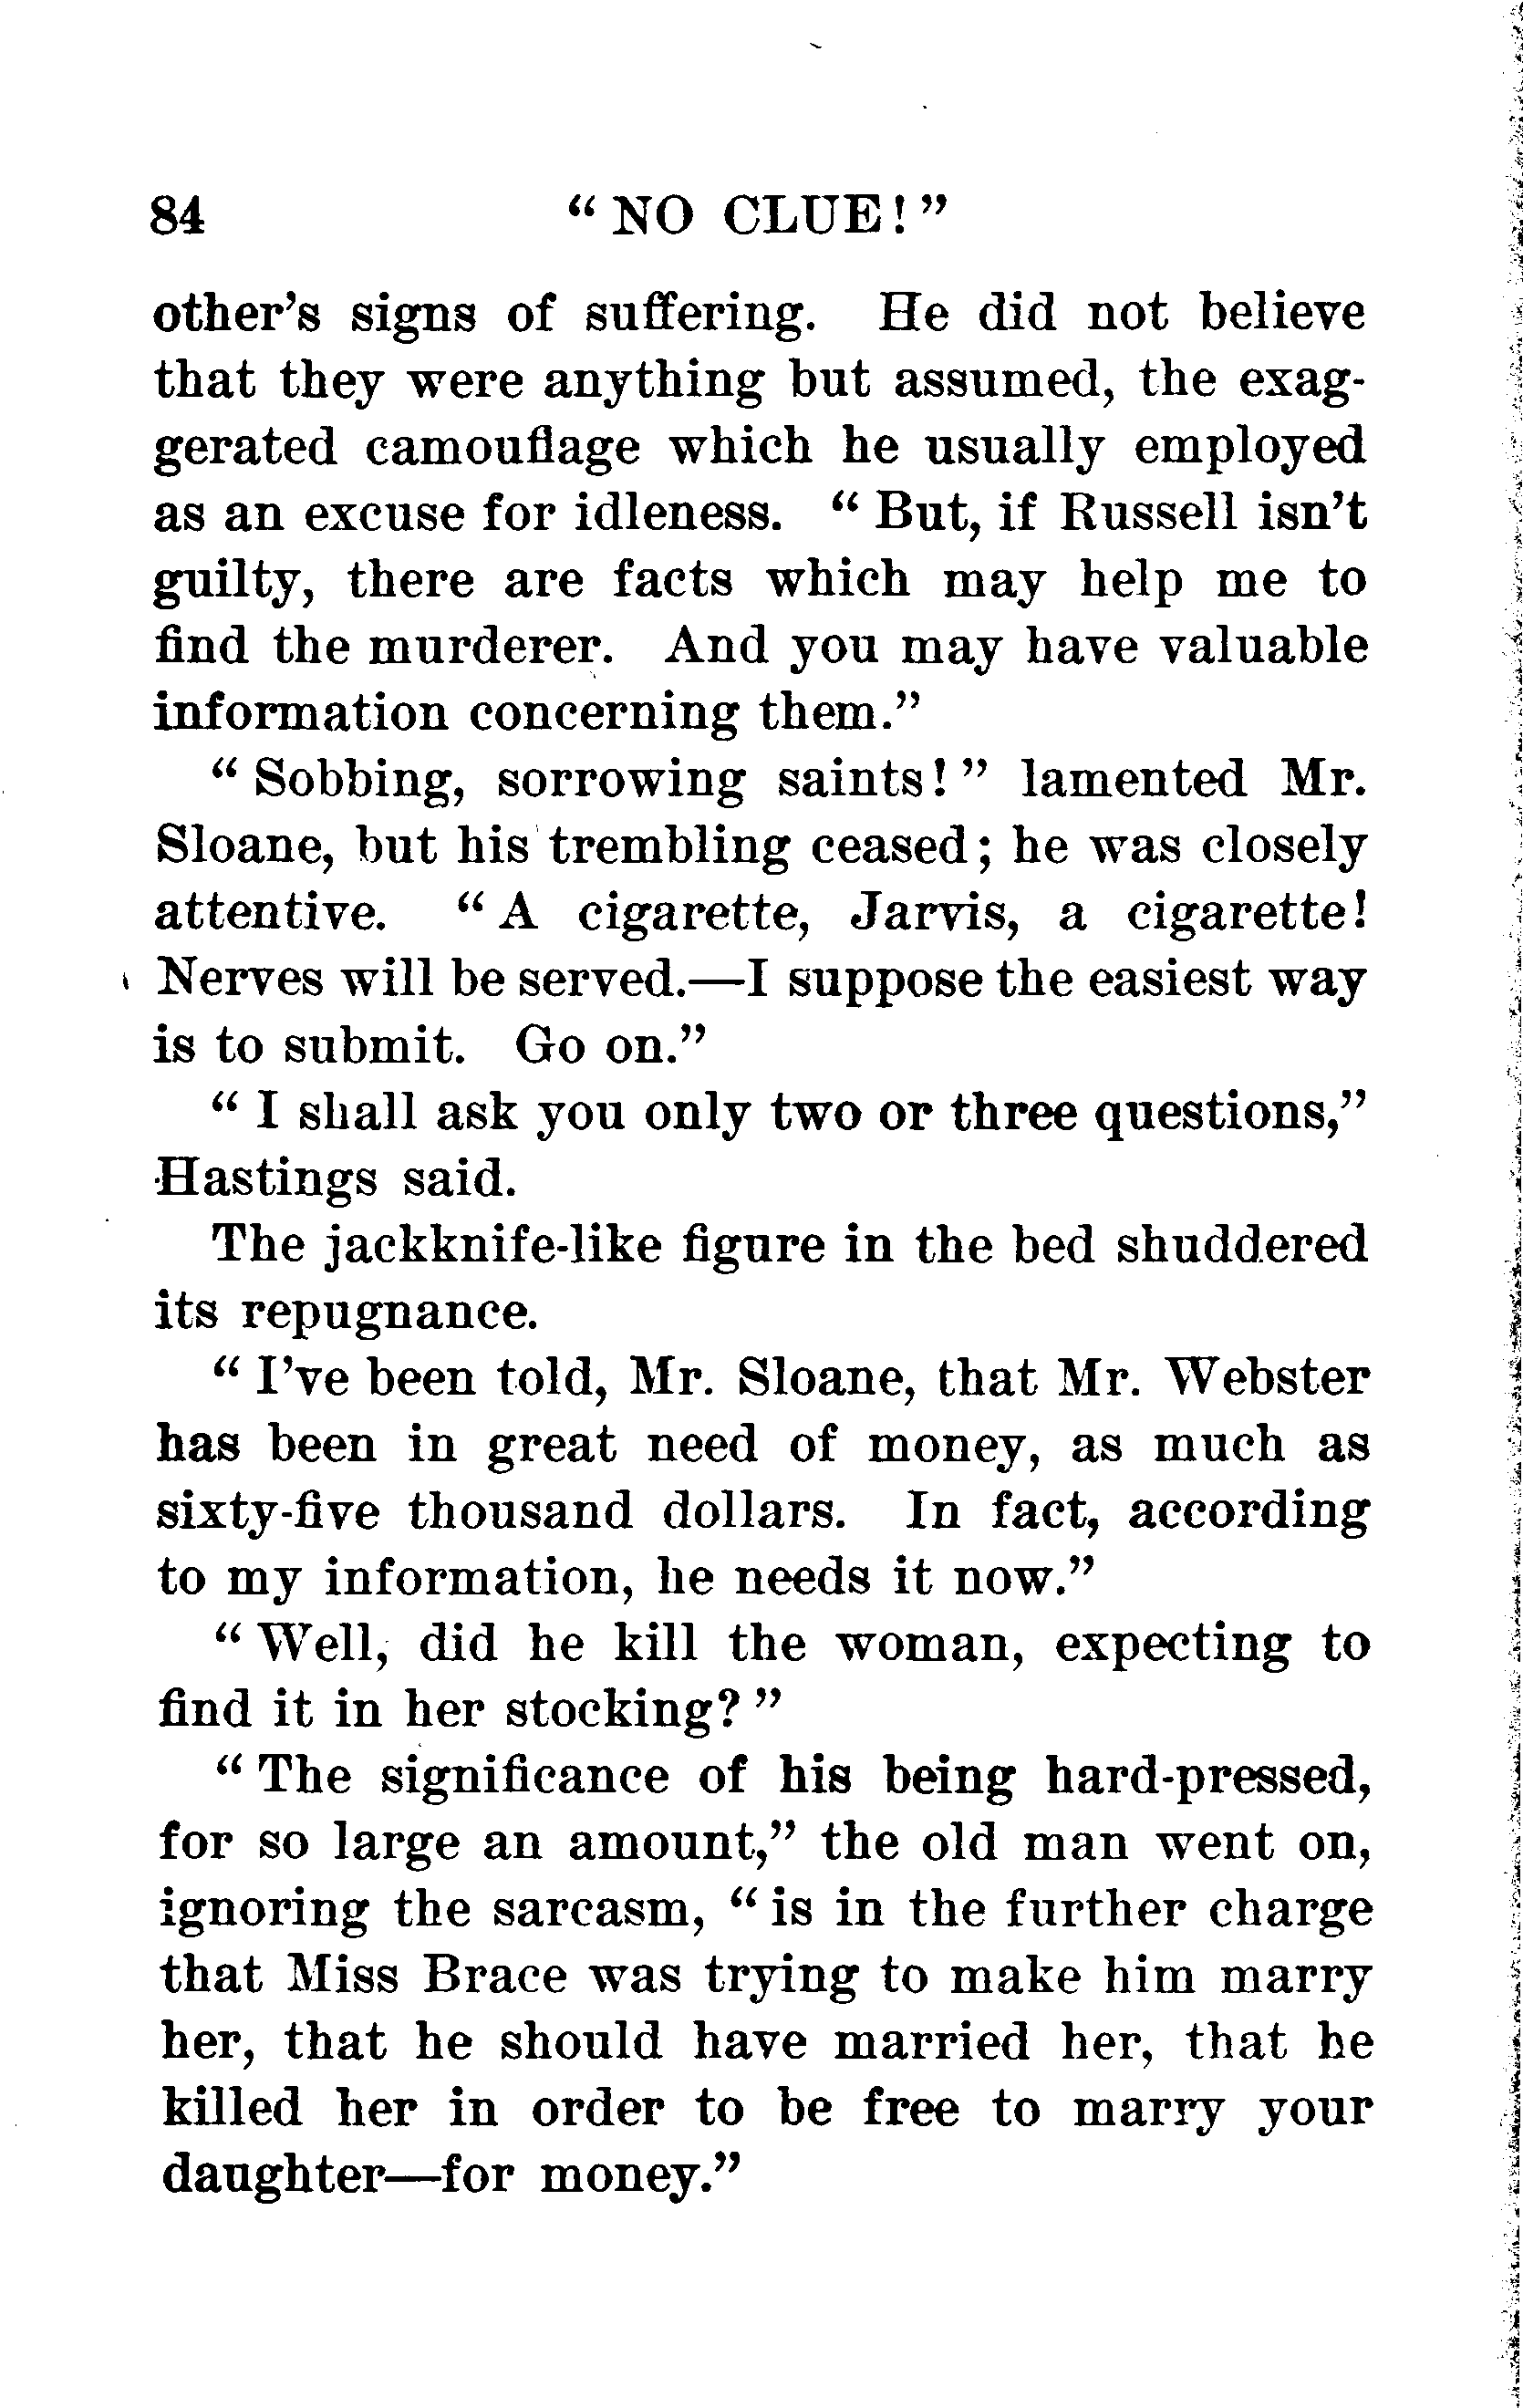 84 “ NO CLUE! ”
other’s signs of suffering. He did not believe
that they were anything but assumed, the exag-
gerated camouflage which he usually employed
as an excuse for idleness. “ But, if Russell isn’t
guilty, there are facts which may help me to
find the murderer. And you may have valuable
information concerning them.”
“ Sobbing, sorrowing saints! ” lamented Mr.
Sloane, but his trembling ceased; he was closely
attentive. “ A cigarette, Jarvis, a cigarette!
Nerves will be served.—I suppose the easiest way
is to submit. Go on.”
“ I shall ask you only two or three questions,”
Hastings said.
The jackknife-like figure in the bed shuddered
its repugnance.
“ I’ve been told, Mr. Sloane, that Mr. Webster
has been in great need of money, as much as
sixty-five thousand dollars. In fact, according
to my information, he needs it now.”
“ Well, did he kill the woman, expecting to
find it in her stocking? ”
“ The significance of his being hard-pressed,
for so large an amount,” the old man went on,
ignoring the sarcasm, “ is in the further charge
that Miss Brace was trying to make him marry
her, that he should have married her, that he
killed her in order to be free to marry your
daughter—for money.”